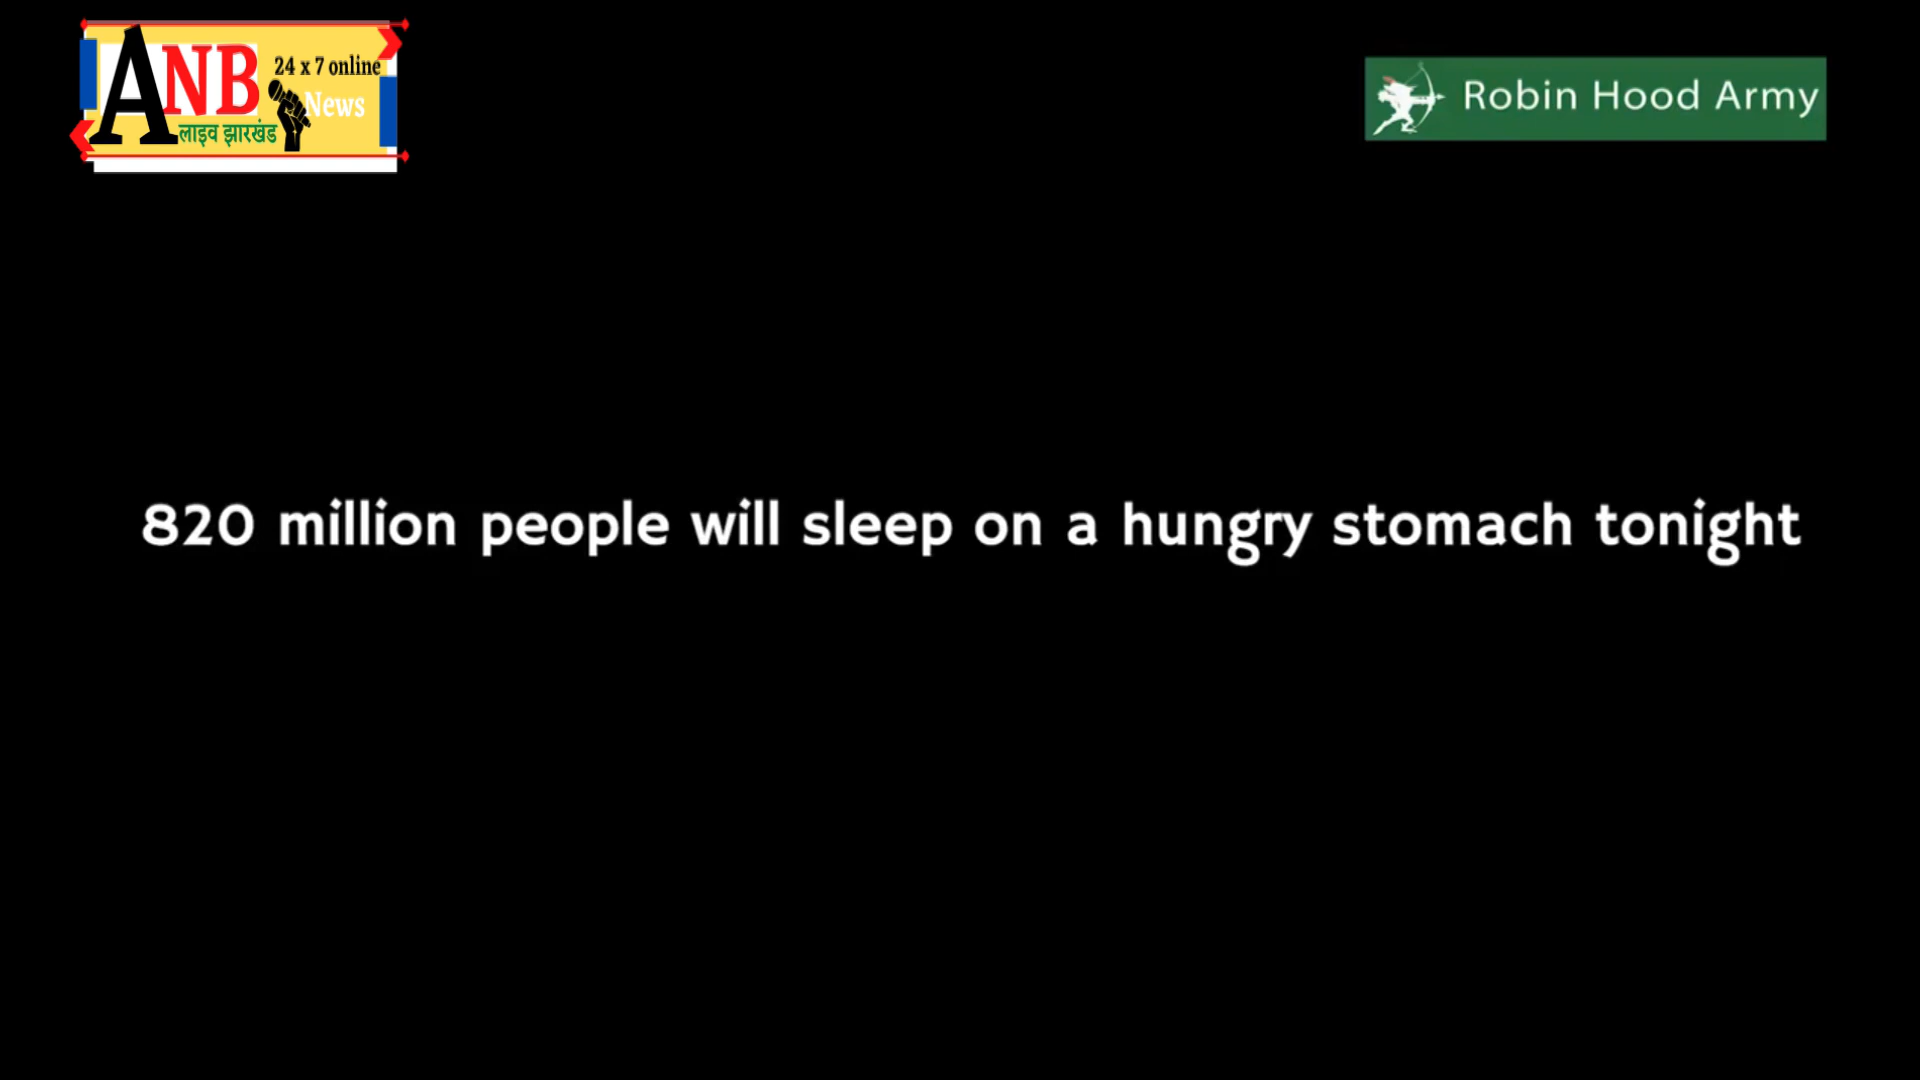 ANB
24 x 7 online
News
लाइव झारखंड
Robin Hood Army
820 million people will sleep on a hungry stomach tonight